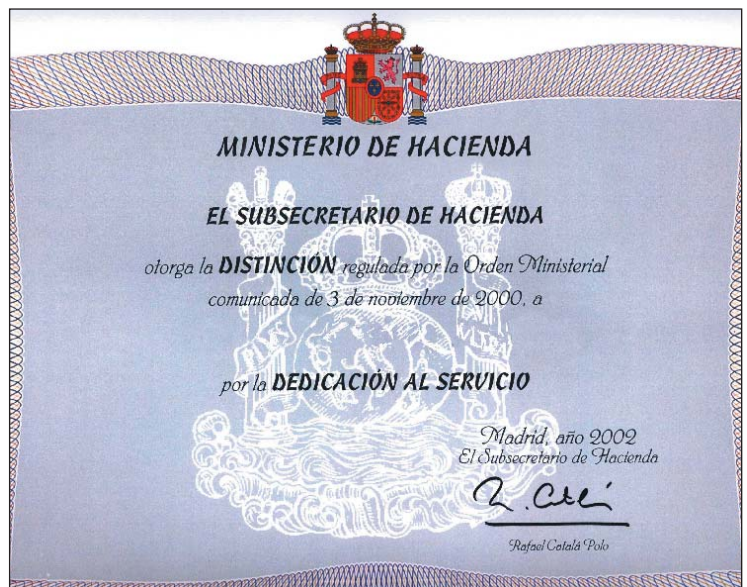 MINISTERIO DE HACIENDA
EL SUBSECRETARIO DE HACIENDA
otorga la DISTINCIÓN regulada por la Orden Ministerial
comunicada de 3 de noviembre de 2000, a
por la DEDICACIÓN AL SERVICIO
Madrid, año 2002
El Subsecretario de Hacienda
R. Catalá
Rafael Catalá Polo